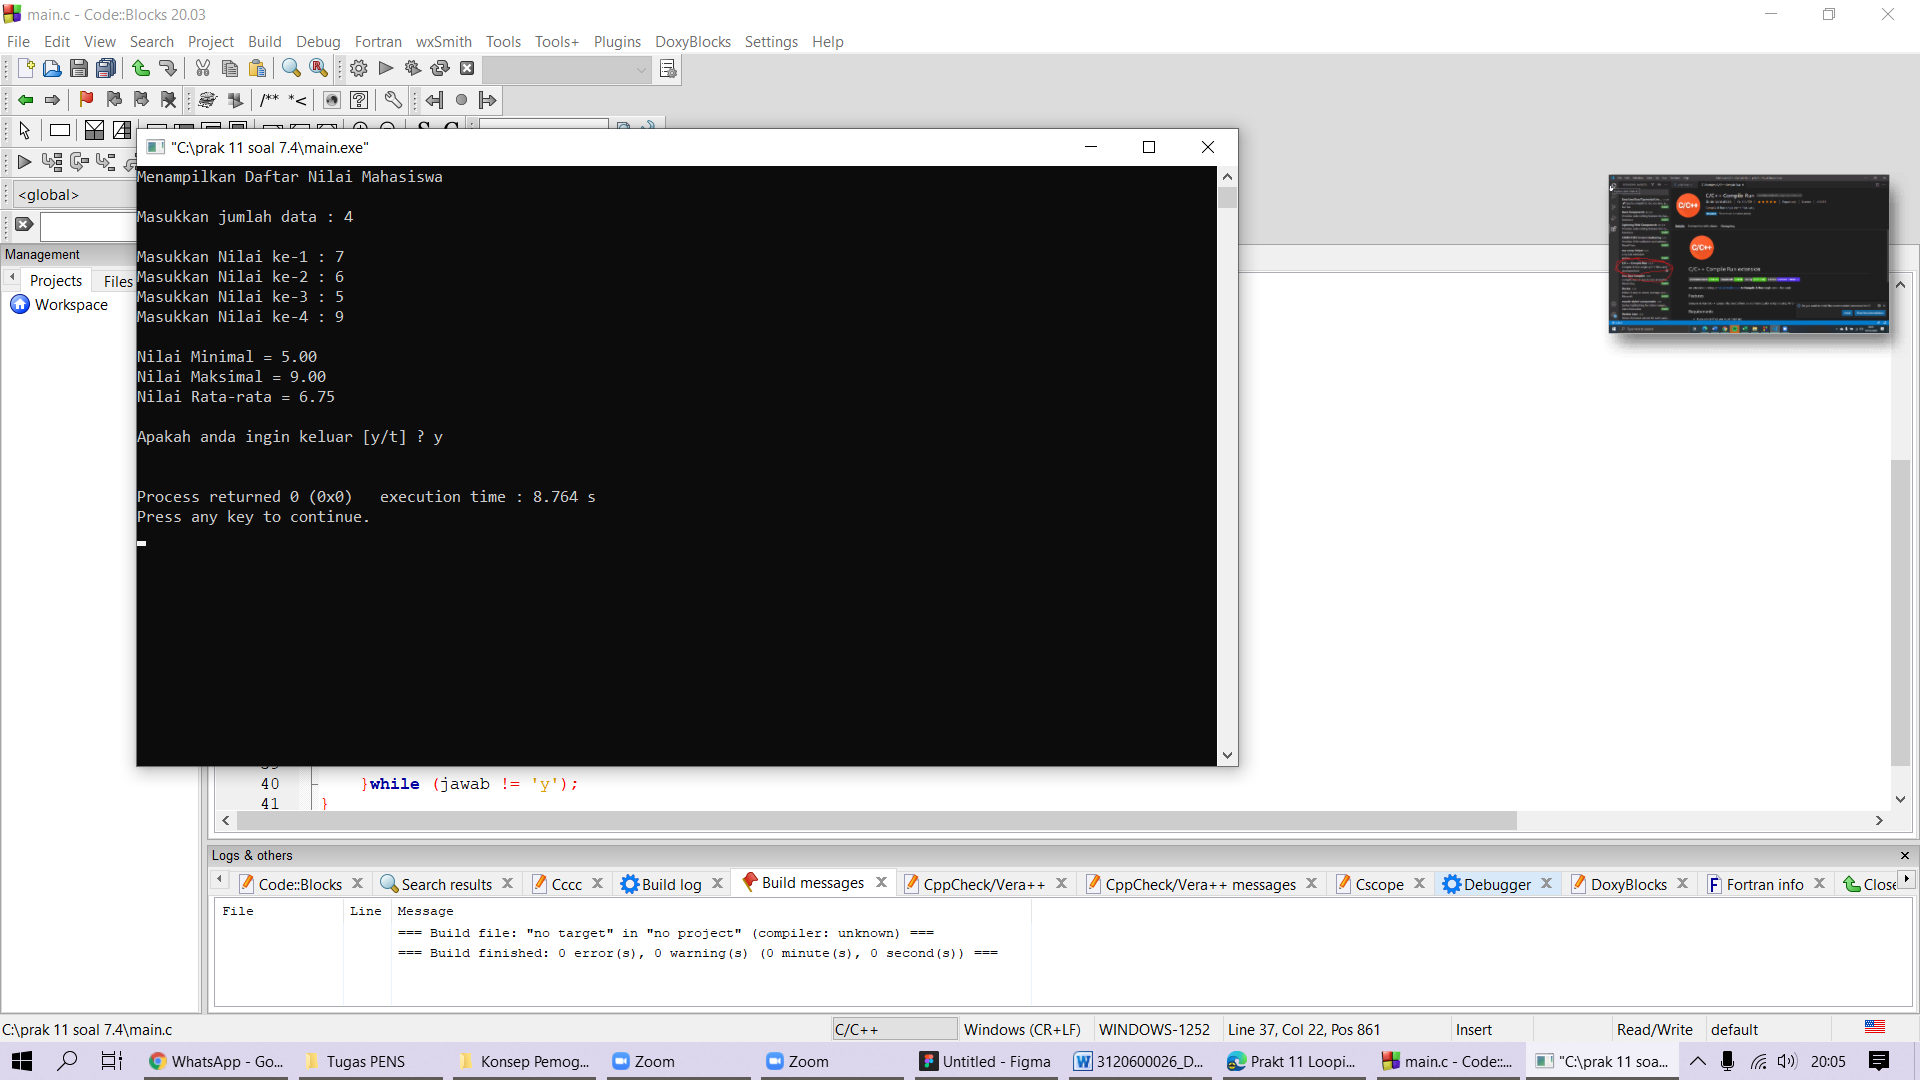 main.c - Code::Blocks 20.03
File Edit View Search Project Build Debug Fortran wxSmith Tools Tools+ Plugins DoxyBlocks Settings Help
/** *<
<global>
Management
Projects Files
Workspace
"C:\prak 11 soal 7.4\main.exe"
Menampilkan Daftar Nilai Mahasiswa
Masukkan jumlah data : 4
Masukkan Nilai ke-1 : 7
Masukkan Nilai ke-2 : 6
Masukkan Nilai ke-3 : 5
Masukkan Nilai ke-4 : 9
Nilai Minimal = 5.00
Nilai Maksimal = 9.00
Nilai Rata-rata = 6.75
Apakah anda ingin keluar [y/t] ? y
Process returned 0 (0x0)   execution time : 8.764 s
Press any key to continue.
C/C++ Compile Run
C/C++
C/C++
C/C++ Compile Run extension
Features
Requirements
40 }while (jawab != 'y');
41 }
Logs & others
Code::Blocks Search results Cccc Build log Build messages CppCheck/Vera++ CppCheck/Vera++ messages Cscope Debugger DoxyBlocks Fortran info Close
File Line Message
=== Build file: "no target" in "no project" (compiler: unknown) ===
=== Build finished: 0 error(s), 0 warning(s) (0 minute(s), 0 second(s)) ===
C:\prak 11 soal 7.4\main.c C/C++ Windows (CR+LF) WINDOWS-1252 Line 37, Col 22, Pos 861 Insert Read/Write default
WhatsApp - Go... Tugas PENS Konsep Pemog... Zoom Zoom Untitled - Figma 3120600026_D... Prakt 11 Loopi... main.c - Code::... "C:\prak 11 soa... 20:05